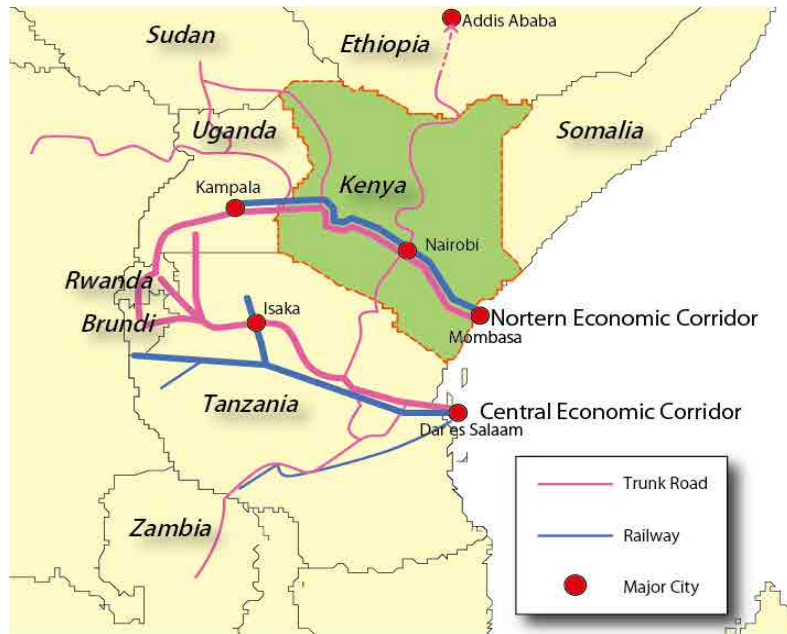 Addis Ababa
Sudan
Ethiopia
Uganda
Somalia
Kampala
Kenya
Nairobi
Rwanda
Isaka
Nortern Economic Corridor
Brundi
Mombasa
Tanzania
Central Economic Corridor
Dar es Salaam
Trunk Road
Zambia
Railway
Major City